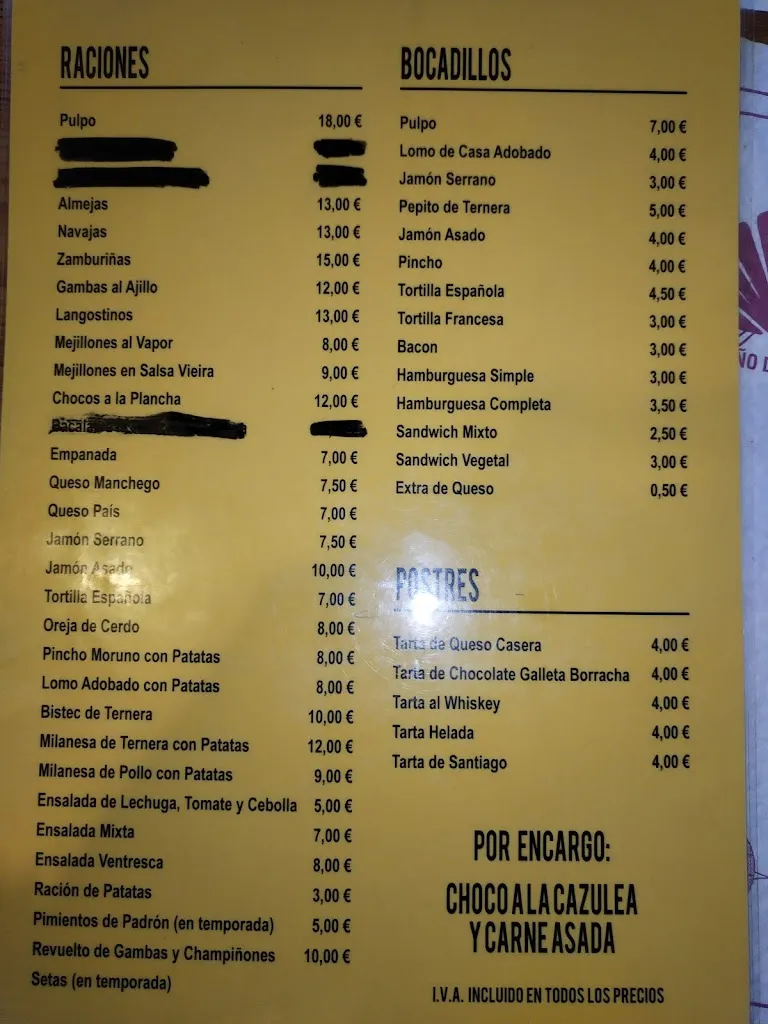 RACIONES
Pulpo 18,00 €
Almejas 13,00 €
Navajas 13,00 €
Zamburiñas 15,00 €
Gambas al Ajillo 12,00 €
Langostinos 13,00 €
Mejillones al Vapor 8,00 €
Mejillones en Salsa Vieira 9,00 €
Chocos a la Plancha 12,00 €
Empanada 7,00 €
Queso Manchego 7,50 €
Queso País 7,00 €
Jamón Serrano 7,50 €
Jamón Asado 10,00 €
Tortilla Española 7,00 €
Oreja de Cerdo 8,00 €
Pincho Moruno con Patatas 8,00 €
Lomo Adobado con Patatas 8,00 €
Bistec de Ternera 10,00 €
Milanesa de Ternera con Patatas 12,00 €
Milanesa de Pollo con Patatas 9,00 €
Ensalada de Lechuga, Tomate y Cebolla 5,00 €
Ensalada Mixta 7,00 €
Ensalada Ventresca 8,00 €
Ración de Patatas 3,00 €
Pimientos de Padrón (en temporada) 5,00 €
Revuelto de Gambas y Champiñones 10,00 €
Setas (en temporada)
BOCADILLOS
Pulpo 7,00 €
Lomo de Casa Adobado 4,00 €
Jamón Serrano 3,00 €
Pepito de Ternera 5,00 €
Jamón Asado 4,00 €
Pincho 4,00 €
Tortilla Española 4,50 €
Tortilla Francesa 3,00 €
Bacon 3,00 €
Hamburguesa Simple 3,00 €
Hamburguesa Completa 3,50 €
Sandwich Mixto 2,50 €
Sandwich Vegetal 3,00 €
Extra de Queso 0,50 €
POSTRES
Tarta de Queso Casera 4,00 €
Tarta de Chocolate Galleta Borracha 4,00 €
Tarta al Whiskey 4,00 €
Tarta Helada 4,00 €
Tarta de Santiago 4,00 €
POR ENCARGO:
CHOCO A LA CAZULEA
Y CARNE ASADA
I.V.A. INCLUIDO EN TODOS LOS PRECIOS